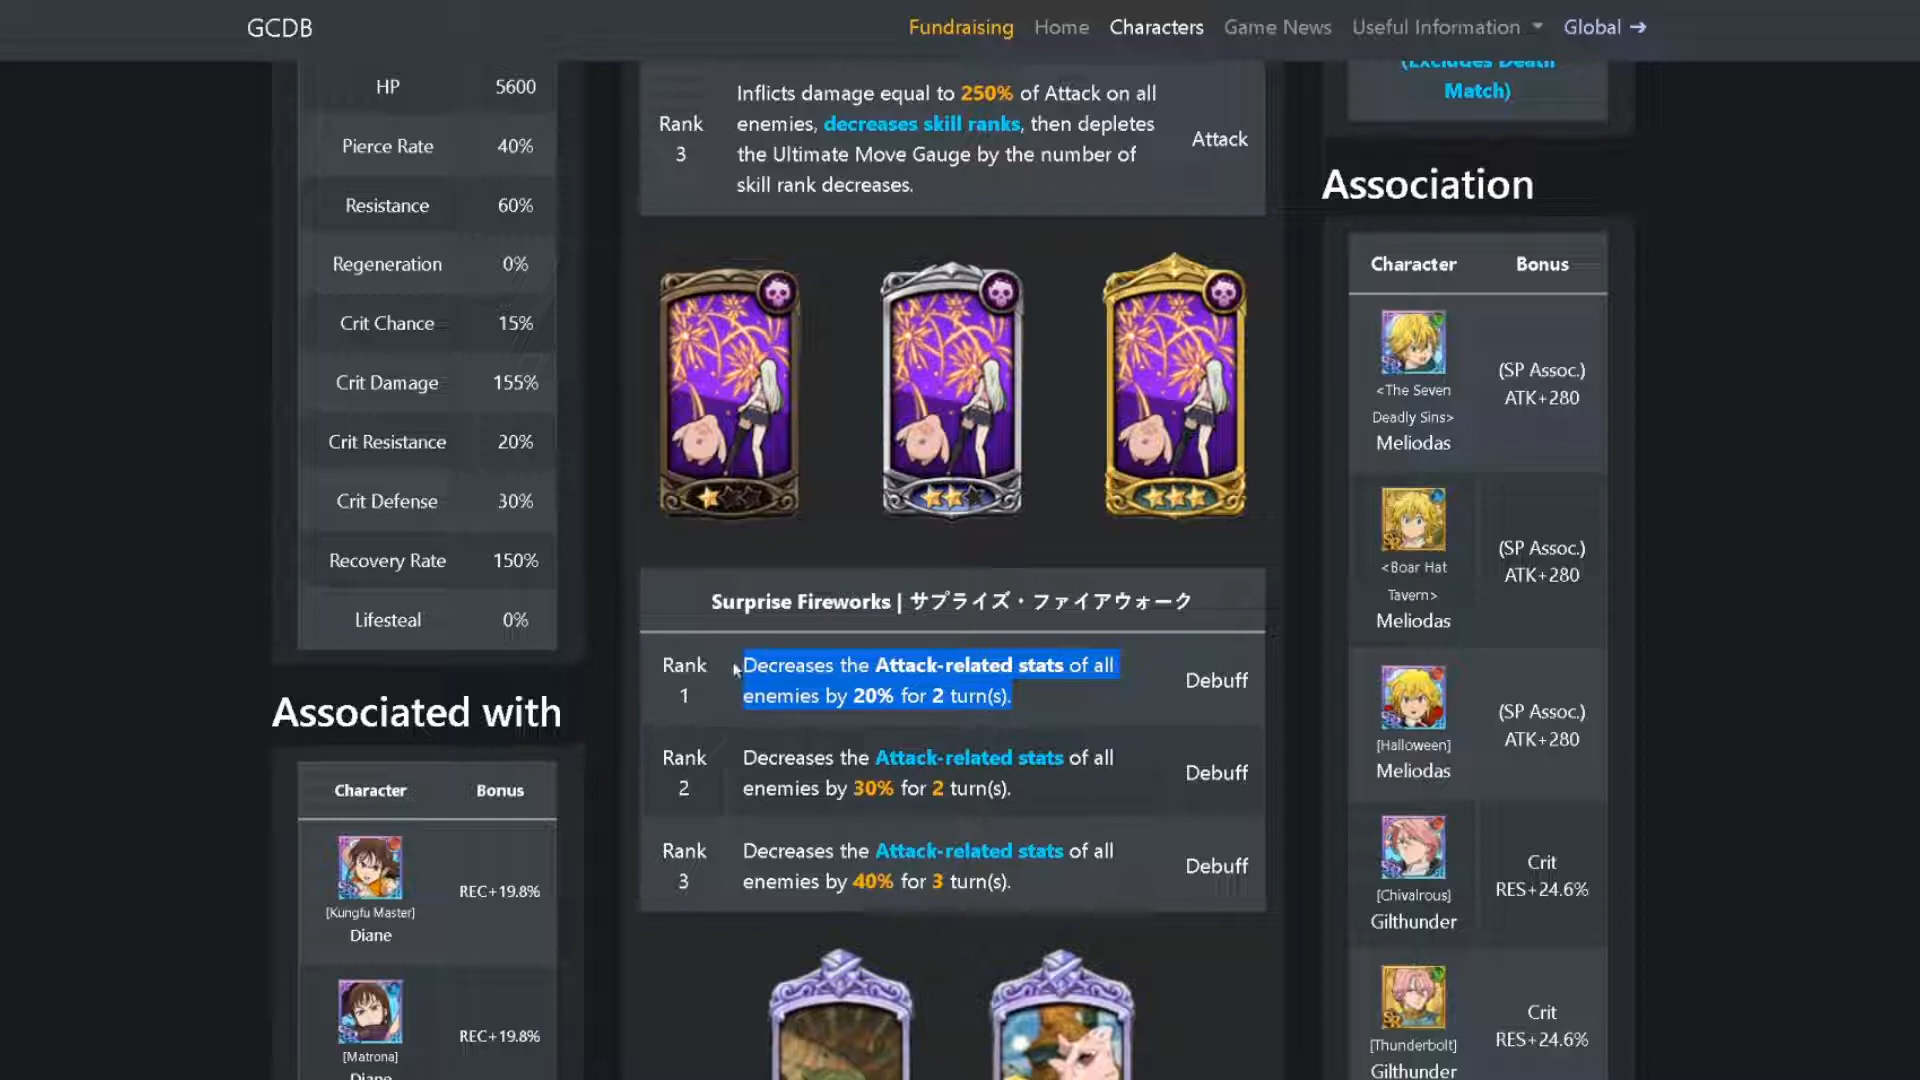 GCDB
Fundraising
Home
Characters
Game News
Useful Information
Global →
HP 5600
Pierce Rate 40%
Resistance 60%
Regeneration 0%
Crit Chance 15%
Crit Damage 155%
Crit Resistance 20%
Crit Defense 30%
Recovery Rate 150%
Lifesteal 0%
Associated with
Character Bonus
[Kungfu Master]
Diane
REC+19.8%
[Matrona]
Diane
REC+19.8%
Rank
3
Inflicts damage equal to 250% of Attack on all
enemies, decreases skill ranks, then depletes
the Ultimate Move Gauge by the number of
skill rank decreases.
Attack
Surprise Fireworks | サプライズ・ファイアウォーク
Rank
1
Decreases the Attack-related stats of all
enemies by 20% for 2 turn(s).
Debuff
Rank
2
Decreases the Attack-related stats of all
enemies by 30% for 2 turn(s).
Debuff
Rank
3
Decreases the Attack-related stats of all
enemies by 40% for 3 turn(s).
Debuff
(Excludes Death
Match)
Association
Character Bonus
<The Seven
Deadly Sins>
Meliodas
(SP Assoc.)
ATK+280
<Boar Hat
Tavern>
Meliodas
(SP Assoc.)
ATK+280
[Halloween]
Meliodas
(SP Assoc.)
ATK+280
[Chivalrous]
Gilthunder
Crit
RES+24.6%
[Thunderbolt]
Gilthunder
Crit
RES+24.6%